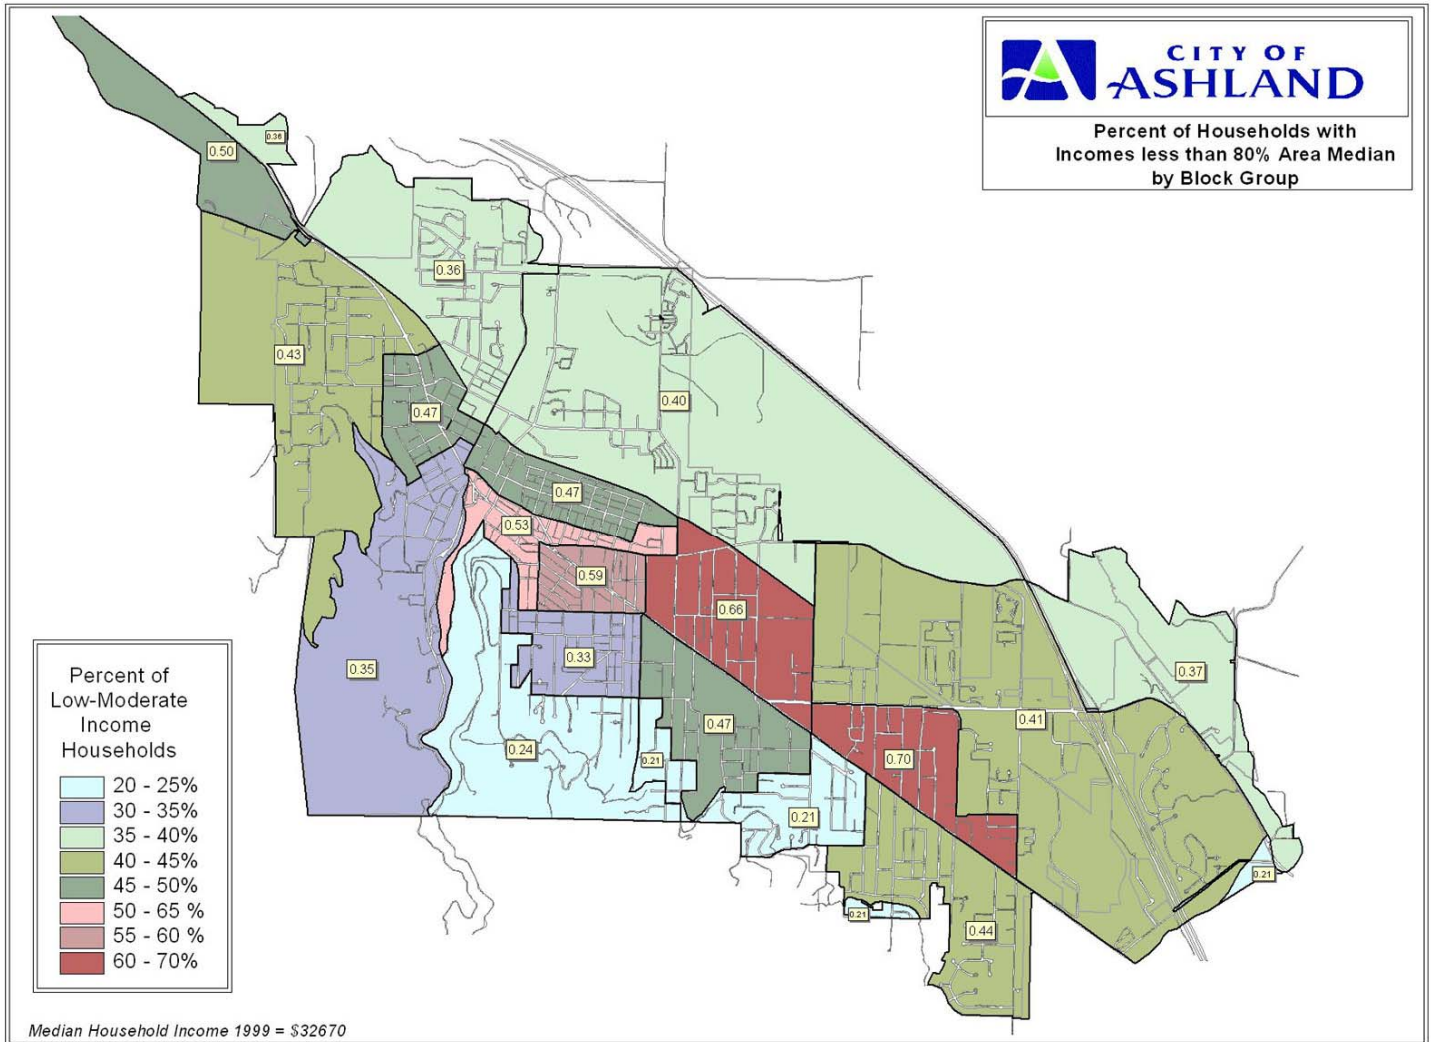 CITY OF
ASHLAND
Percent of Households with
Incomes less than 80% Area Median
by Block Group
0.36
0.50
0.36
0.43
0.40
0.47
0.47
0.53
0.59
0.66
0.33
0.35
0.37
0.47
0.41
0.24
0.21
0.70
0.21
0.21
0.21
0.44
Percent of
Low-Moderate
Income
Households
20 - 25%
30 - 35%
35 - 40%
40 - 45%
45 - 50%
50 - 65 %
55 - 60 %
60 - 70%
Median Household Income 1999 = $32670